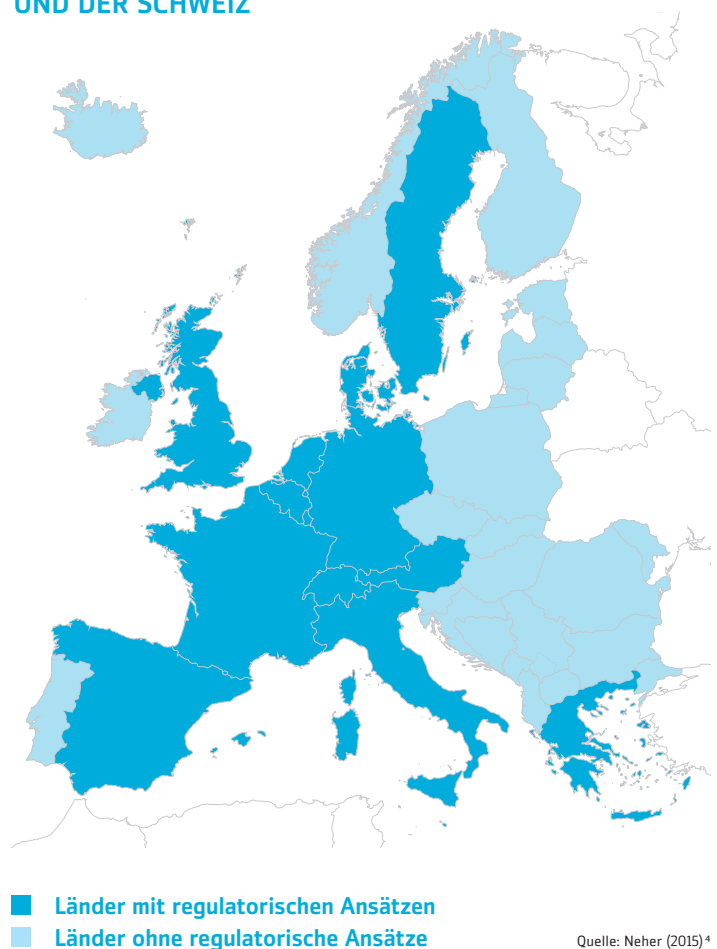 UND DER SCHWEIZ
Länder mit regulatorischen Ansätzen
Länder ohne regulatorische Ansätze
Quelle: Neher (2015)⁴